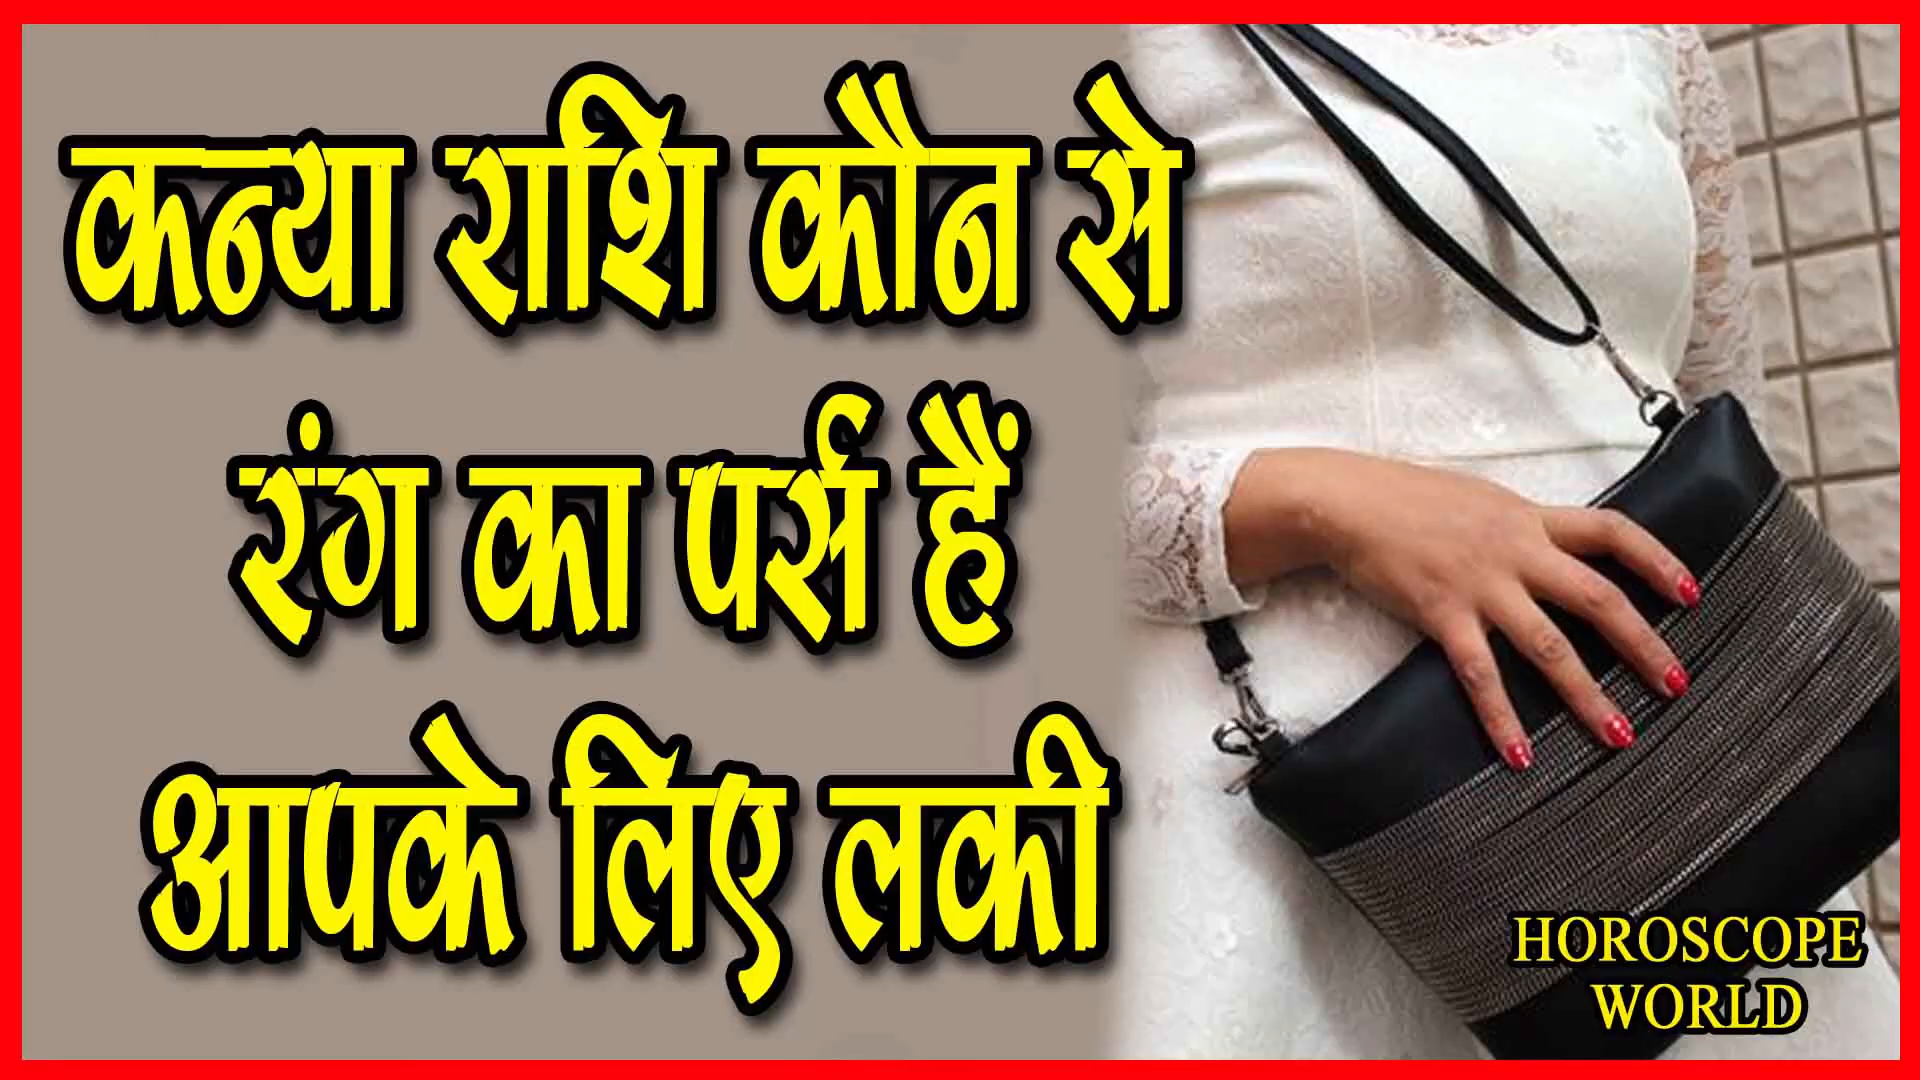 कन्या राशि कौन से
रंग का पर्स हैं
आपके लिए लकी
HOROSCOPE
WORLD